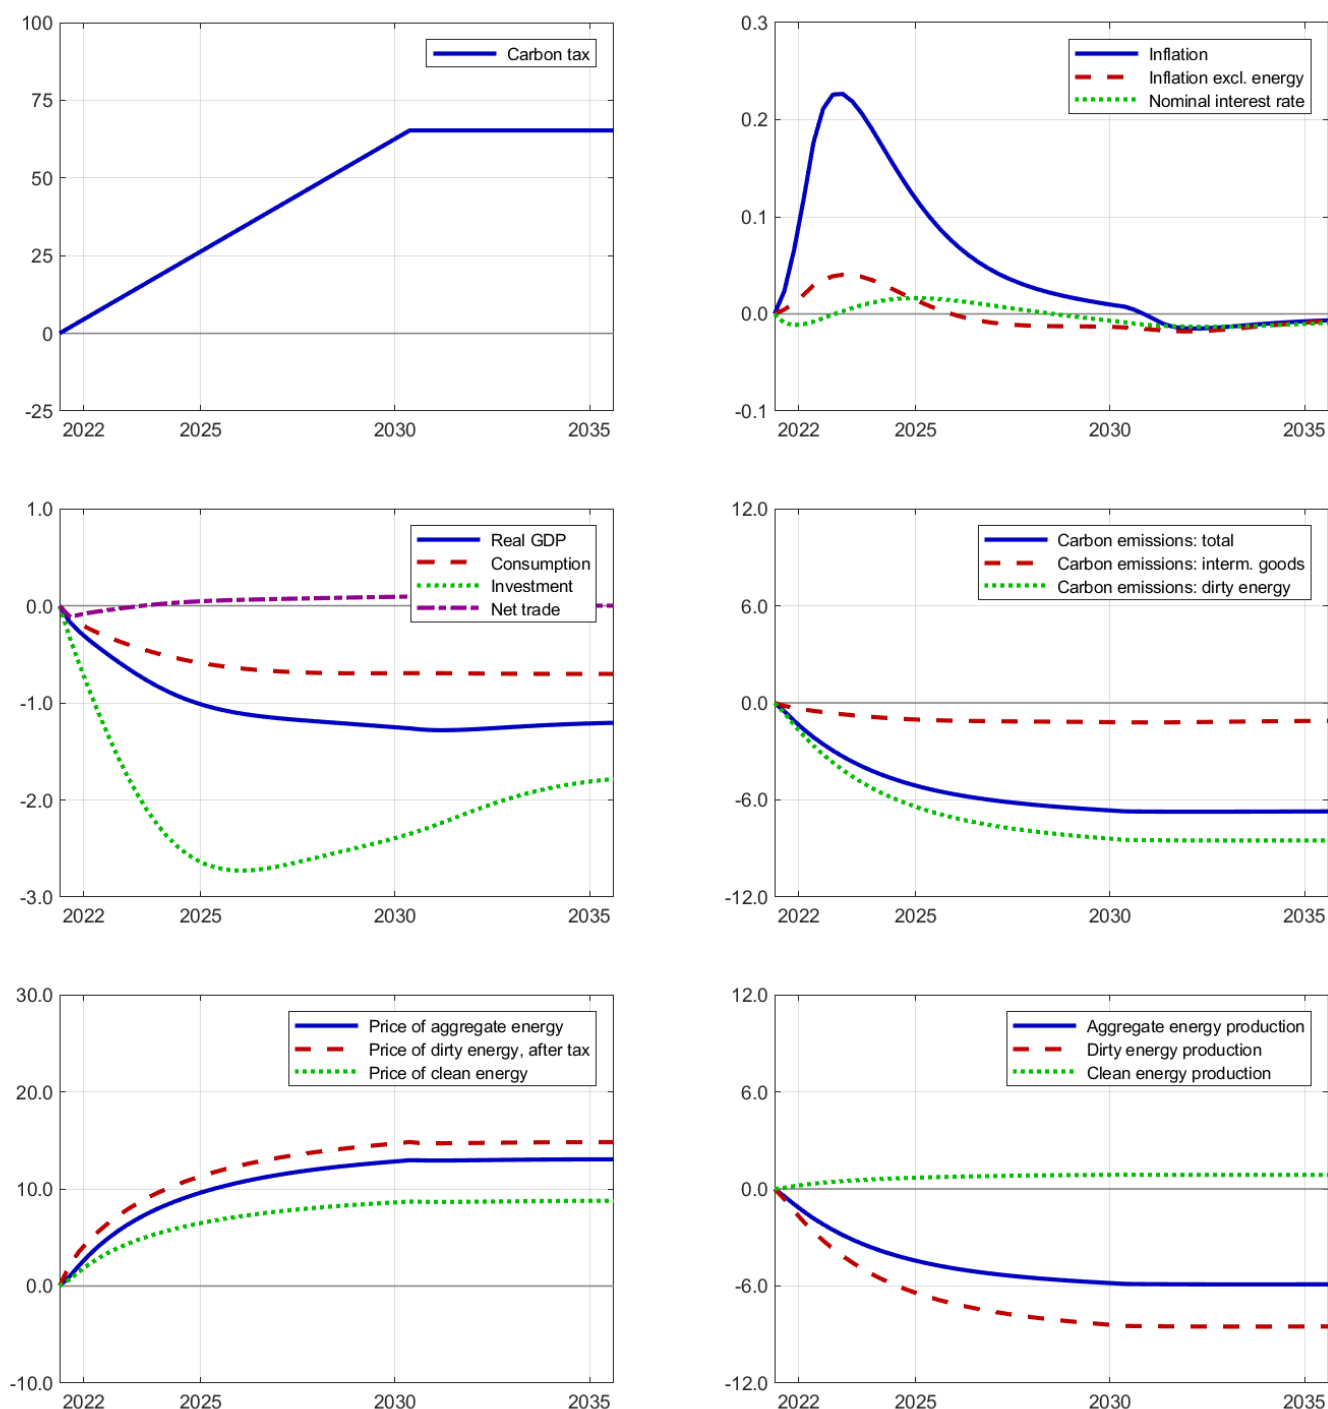 100
75
50
25
0
-25
2022 2025 2030 2035
Carbon tax
0.3
0.2
0.1
0.0
-0.1
2022 2025 2030 2035
Inflation
Inflation excl. energy
Nominal interest rate
1.0
0.0
-1.0
-2.0
-3.0
2022 2025 2030 2035
Real GDP
Consumption
Investment
Net trade
12.0
6.0
0.0
-6.0
-12.0
2022 2025 2030 2035
Carbon emissions: total
Carbon emissions: interm. goods
Carbon emissions: dirty energy
30.0
20.0
10.0
0.0
-10.0
2022 2025 2030 2035
Price of aggregate energy
Price of dirty energy, after tax
Price of clean energy
12.0
6.0
0.0
-6.0
-12.0
2022 2025 2030 2035
Aggregate energy production
Dirty energy production
Clean energy production